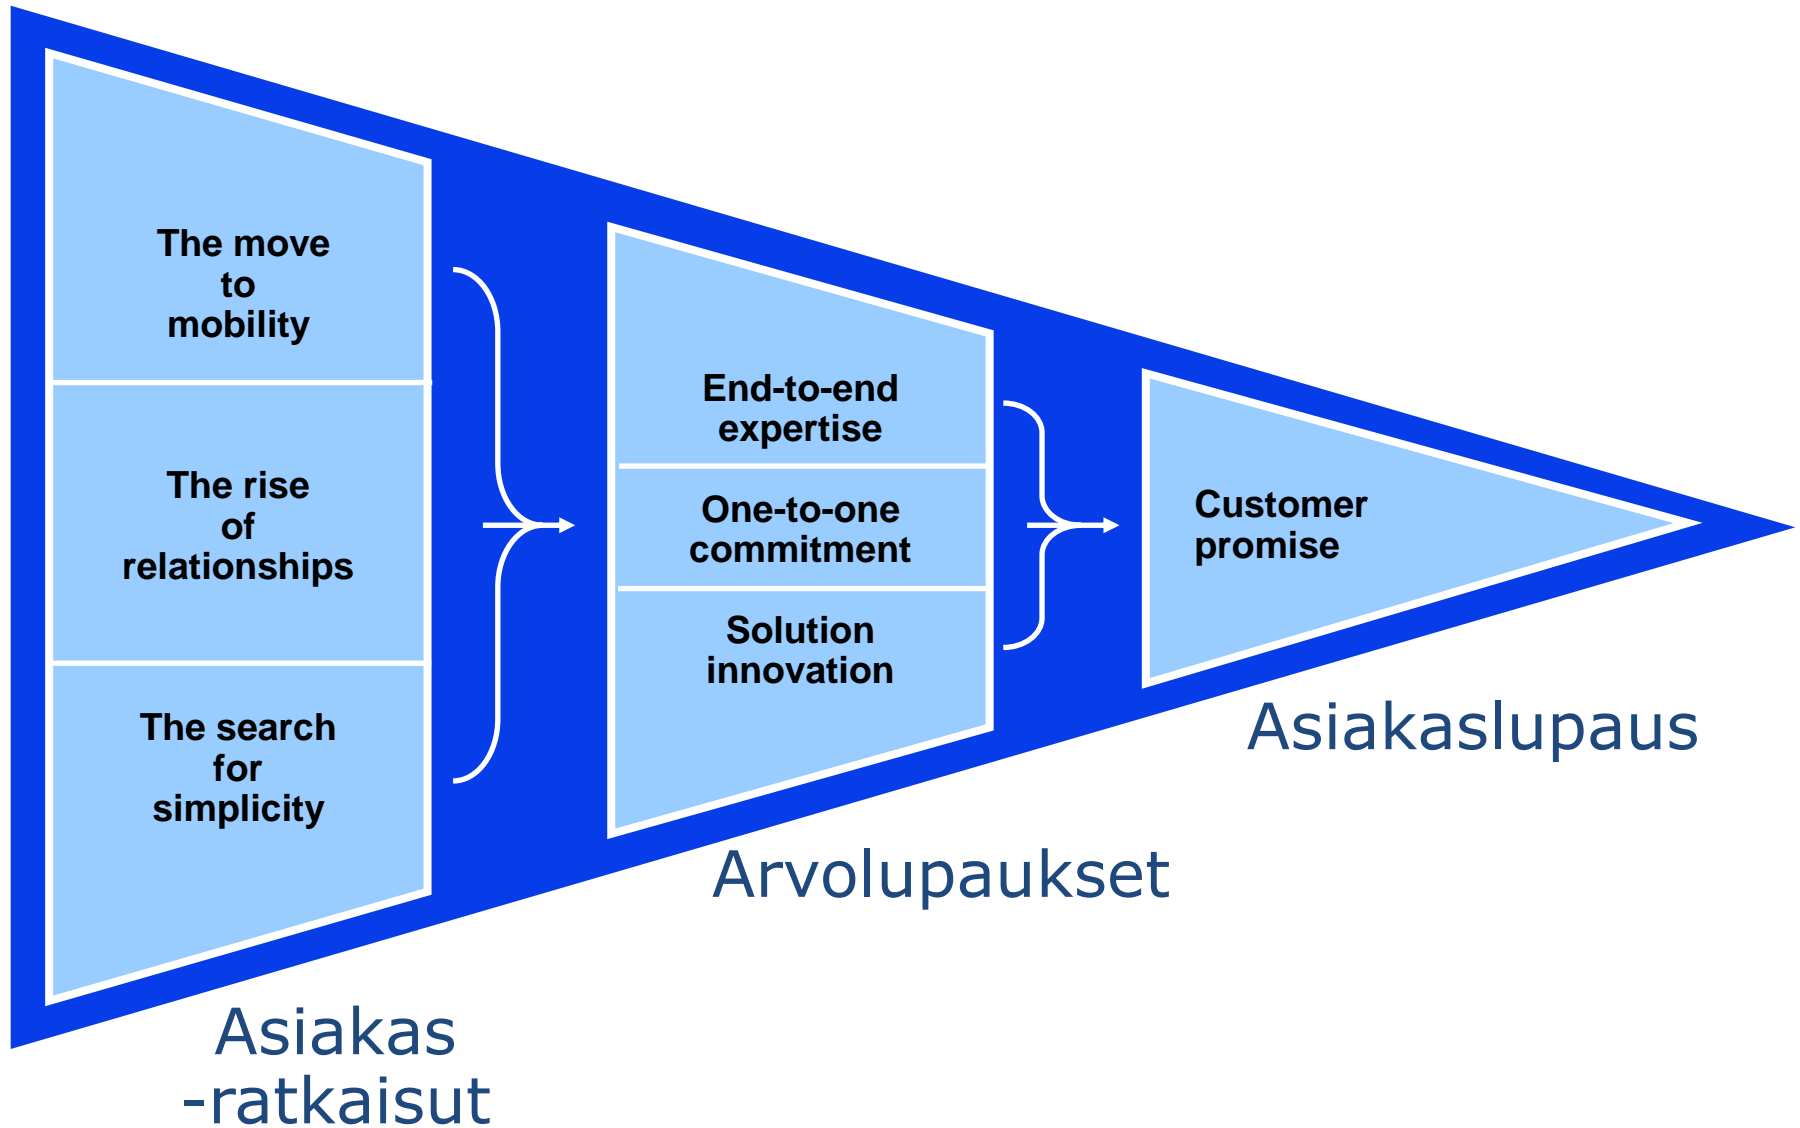 The move
to
mobility
The rise
of
relationships
The search
for
simplicity
Asiakas
-ratkaisut
End-to-end
expertise
One-to-one
commitment
Solution
innovation
Arvolupaukset
Customer
promise
Asiakaslupaus